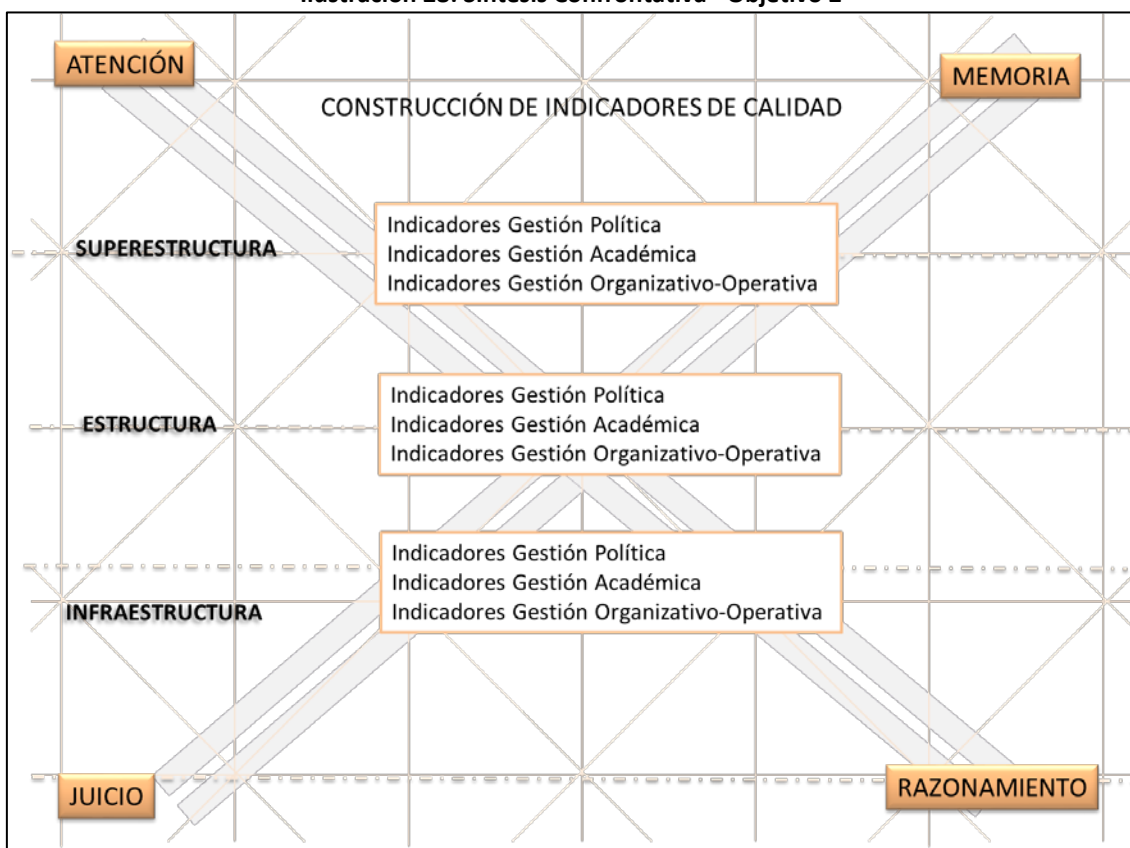 ATENCIÓN
MEMORIA
CONSTRUCCIÓN DE INDICADORES DE CALIDAD
SUPERESTRUCTURA
Indicadores Gestión Política
Indicadores Gestión Académica
Indicadores Gestión Organizativo-Operativa
ESTRUCTURA
Indicadores Gestión Política
Indicadores Gestión Académica
Indicadores Gestión Organizativo-Operativa
INFRAESTRUCTURA
Indicadores Gestión Política
Indicadores Gestión Académica
Indicadores Gestión Organizativo-Operativa
JUICIO
RAZONAMIENTO